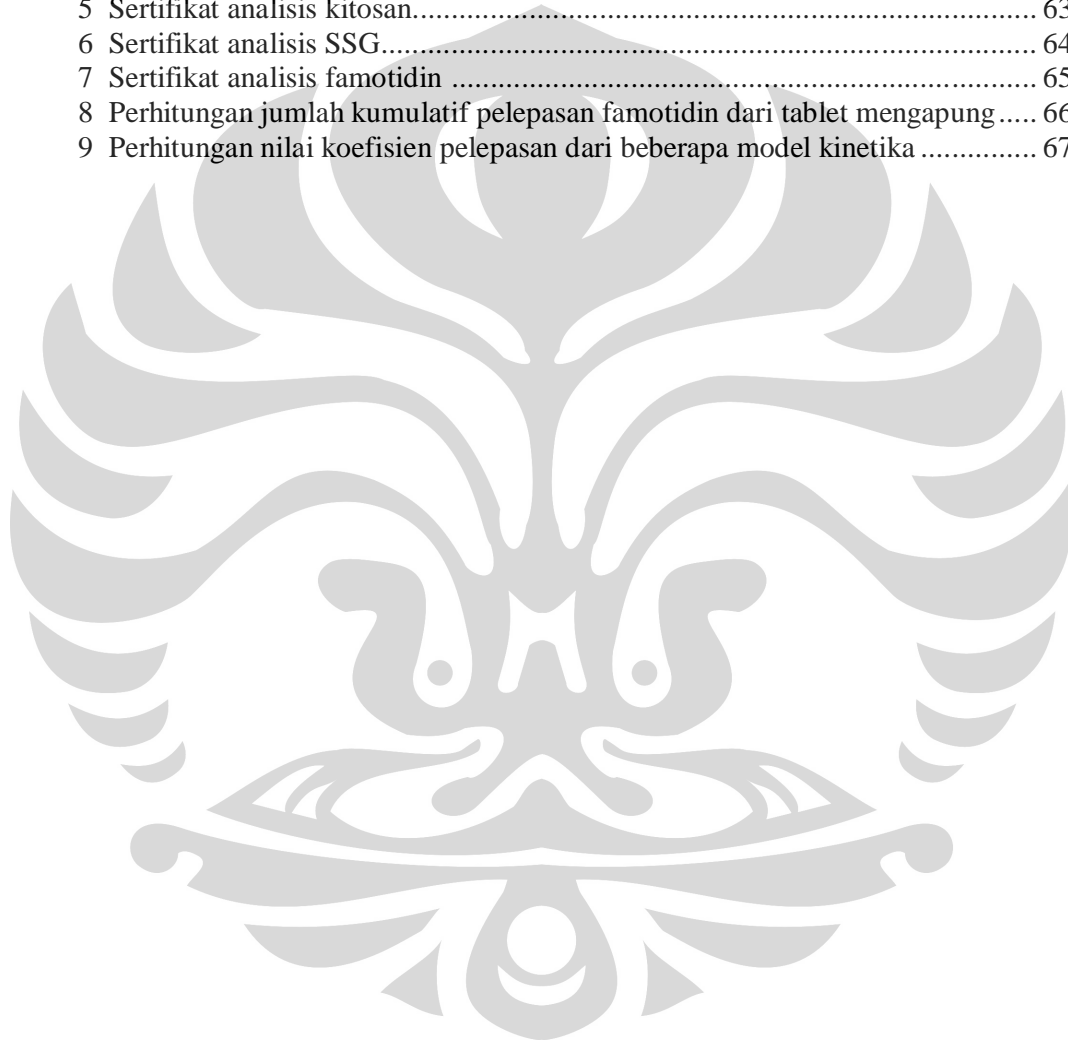 5 Sertifikat analisis kitosan.......................................................................................... 63
6 Sertifikat analisis SSG............................................................................................... 64
7 Sertifikat analisis famotidin ..................................................................................... 65
8 Perhitungan jumlah kumulatif pelepasan famotidin dari tablet mengapung..... 66
9 Perhitungan nilai koefisien pelepasan dari beberapa model kinetika ............... 67